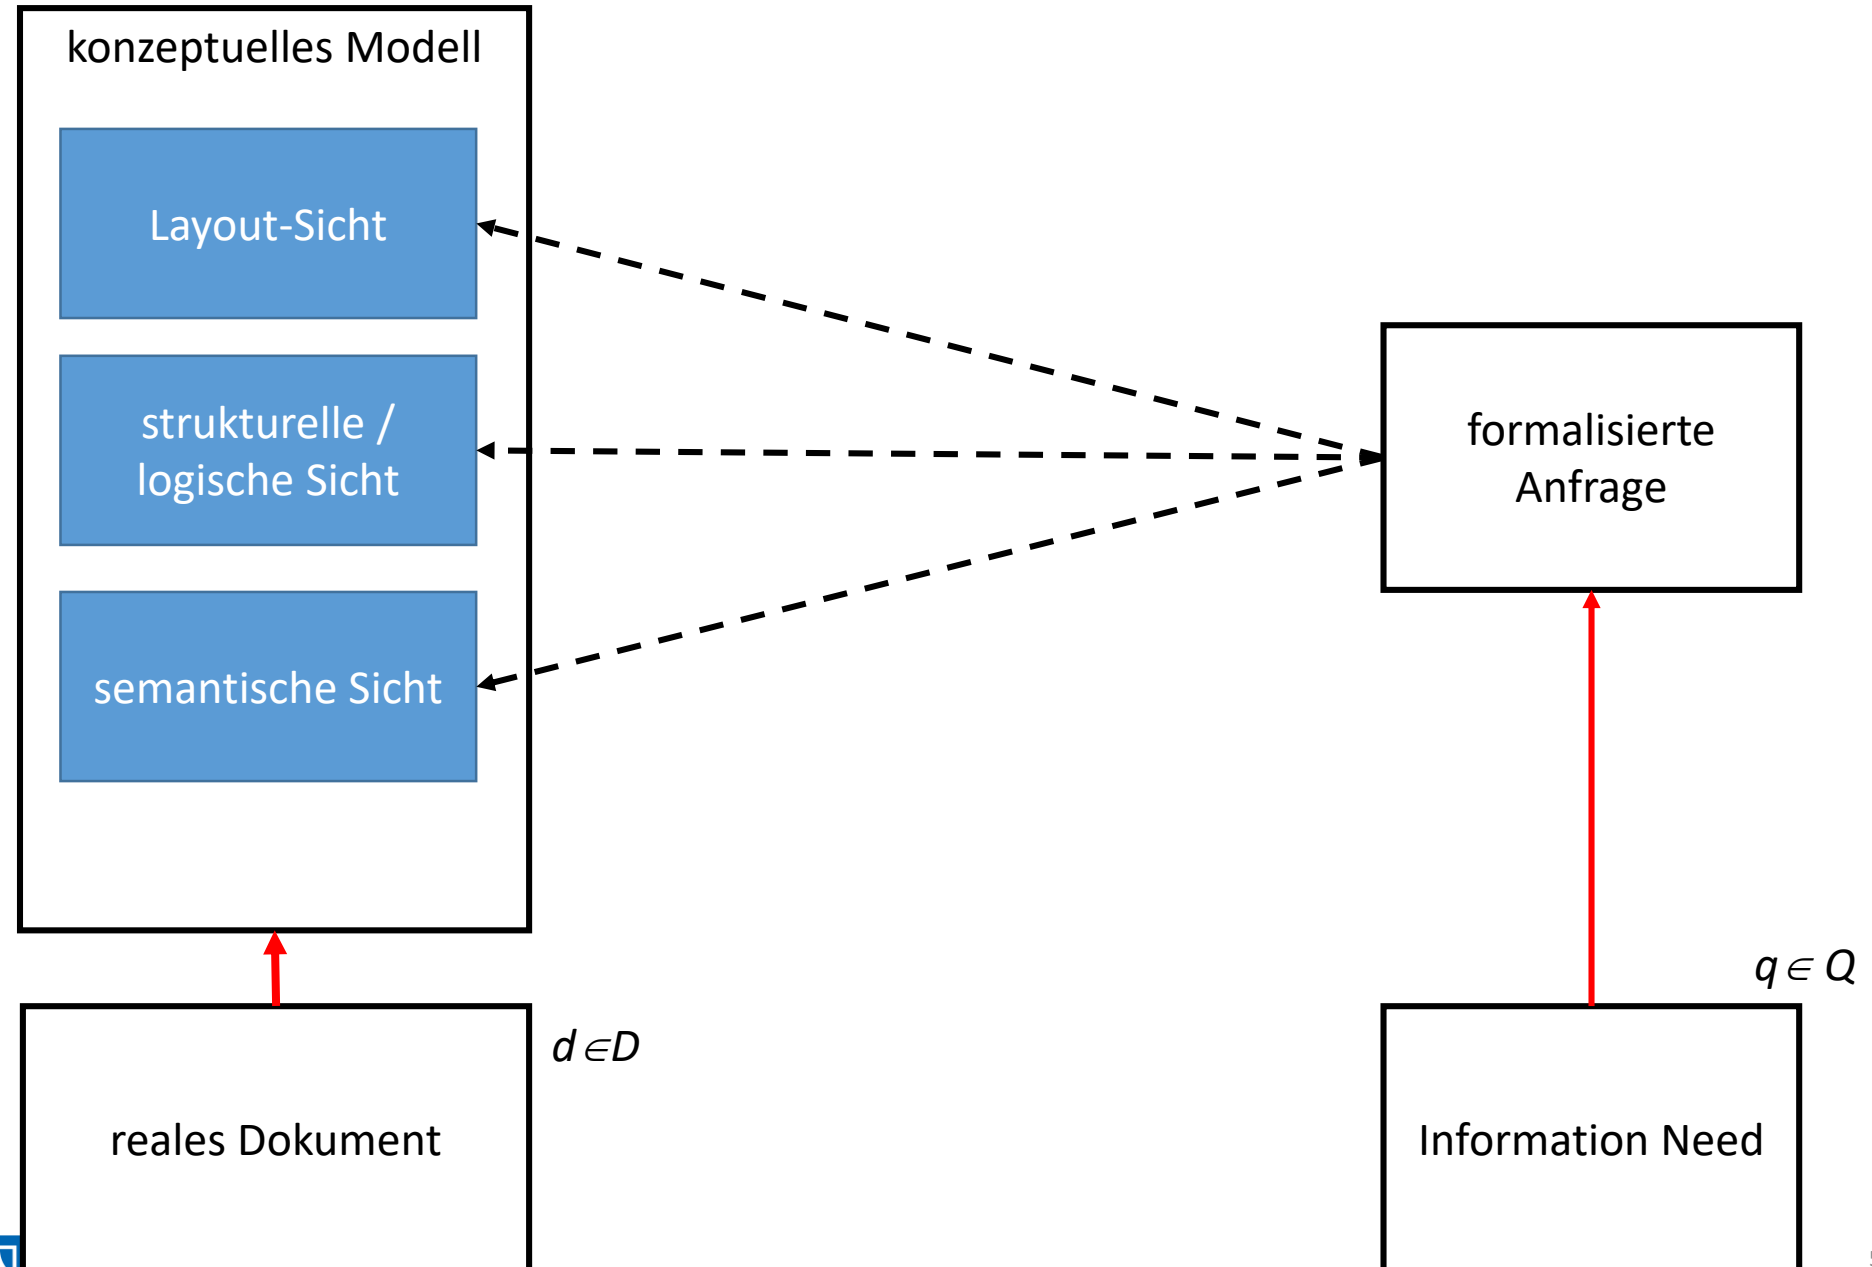 konzeptuelles Modell
Layout-Sicht
strukturelle /
logische Sicht
semantische Sicht
formalisierte
Anfrage
q ∈ Q
d ∈D
reales Dokument
Information Need